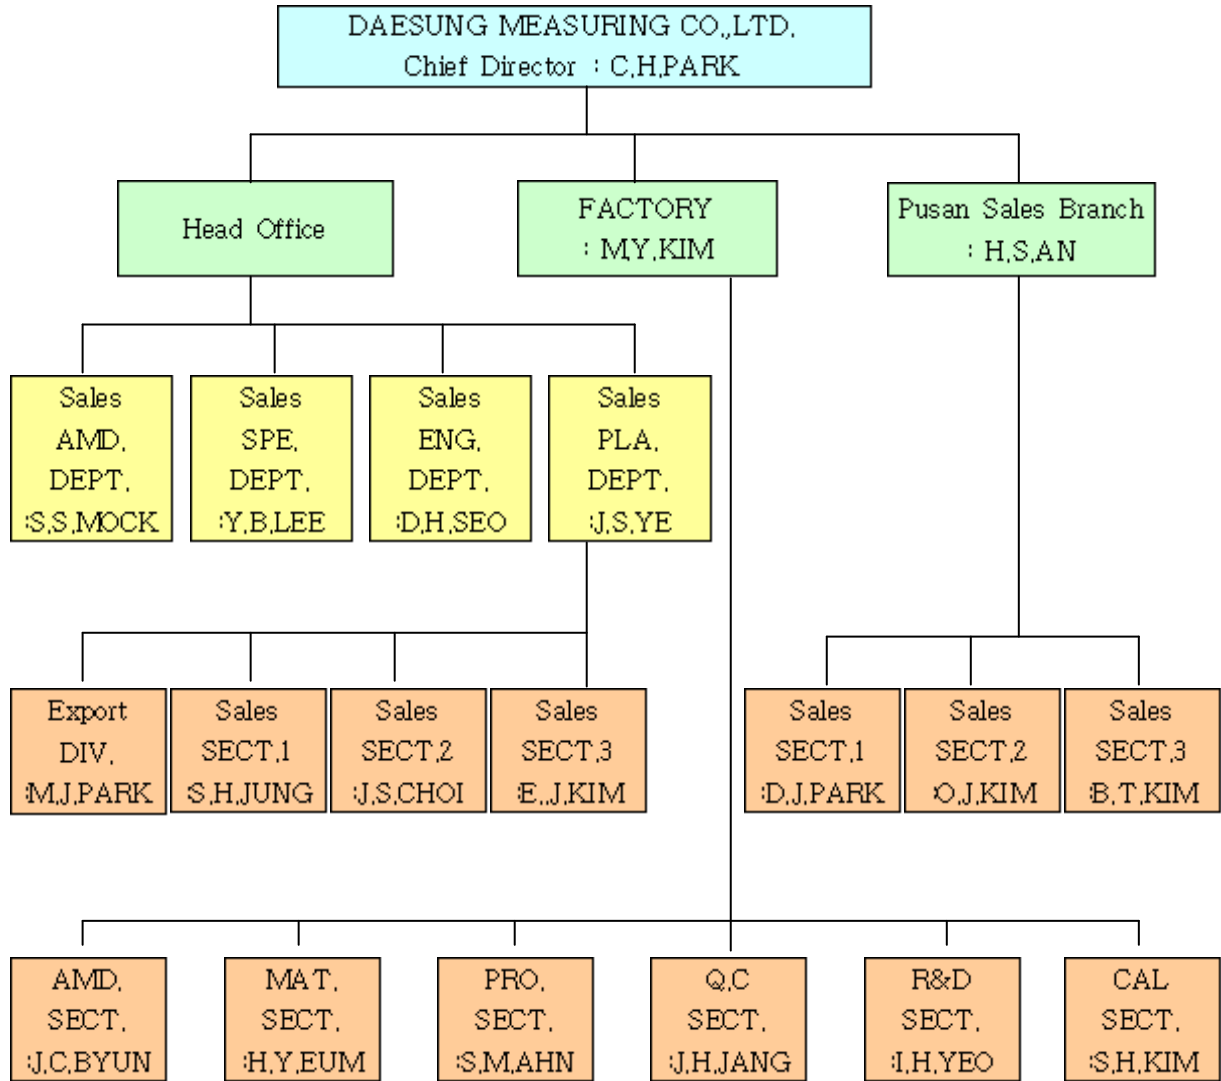 DAESUNG MEASURING CO.,LTD.
Chief Director : C.H.PARK
Head Office
FACTORY
: M.Y.KIM
Pusan Sales Branch
: H.S.AN
Sales
AMD.
DEPT.
:S.S.MOCK
Sales
SPE.
DEPT.
:Y.B.LEE
Sales
ENG.
DEPT.
:D.H.SEO
Sales
PLA.
DEPT.
:J.S.YE
Export
DIV.
:M.J.PARK
Sales
SECT.1
:S.H.JUNG
Sales
SECT.2
:J.S.CHOI
Sales
SECT.3
:E..J.KIM
Sales
SECT.1
:D.J.PARK
Sales
SECT.2
:O.J.KIM
Sales
SECT.3
:B.T.KIM
AMD.
SECT.
:J.C.BYUN
MAT.
SECT.
:H.Y.EUM
PRO.
SECT.
:S.M.AHN
Q.C
SECT.
:J.H.JANG
R&D
SECT.
:I.H.YEO
CAL
SECT.
:S.H.KIM